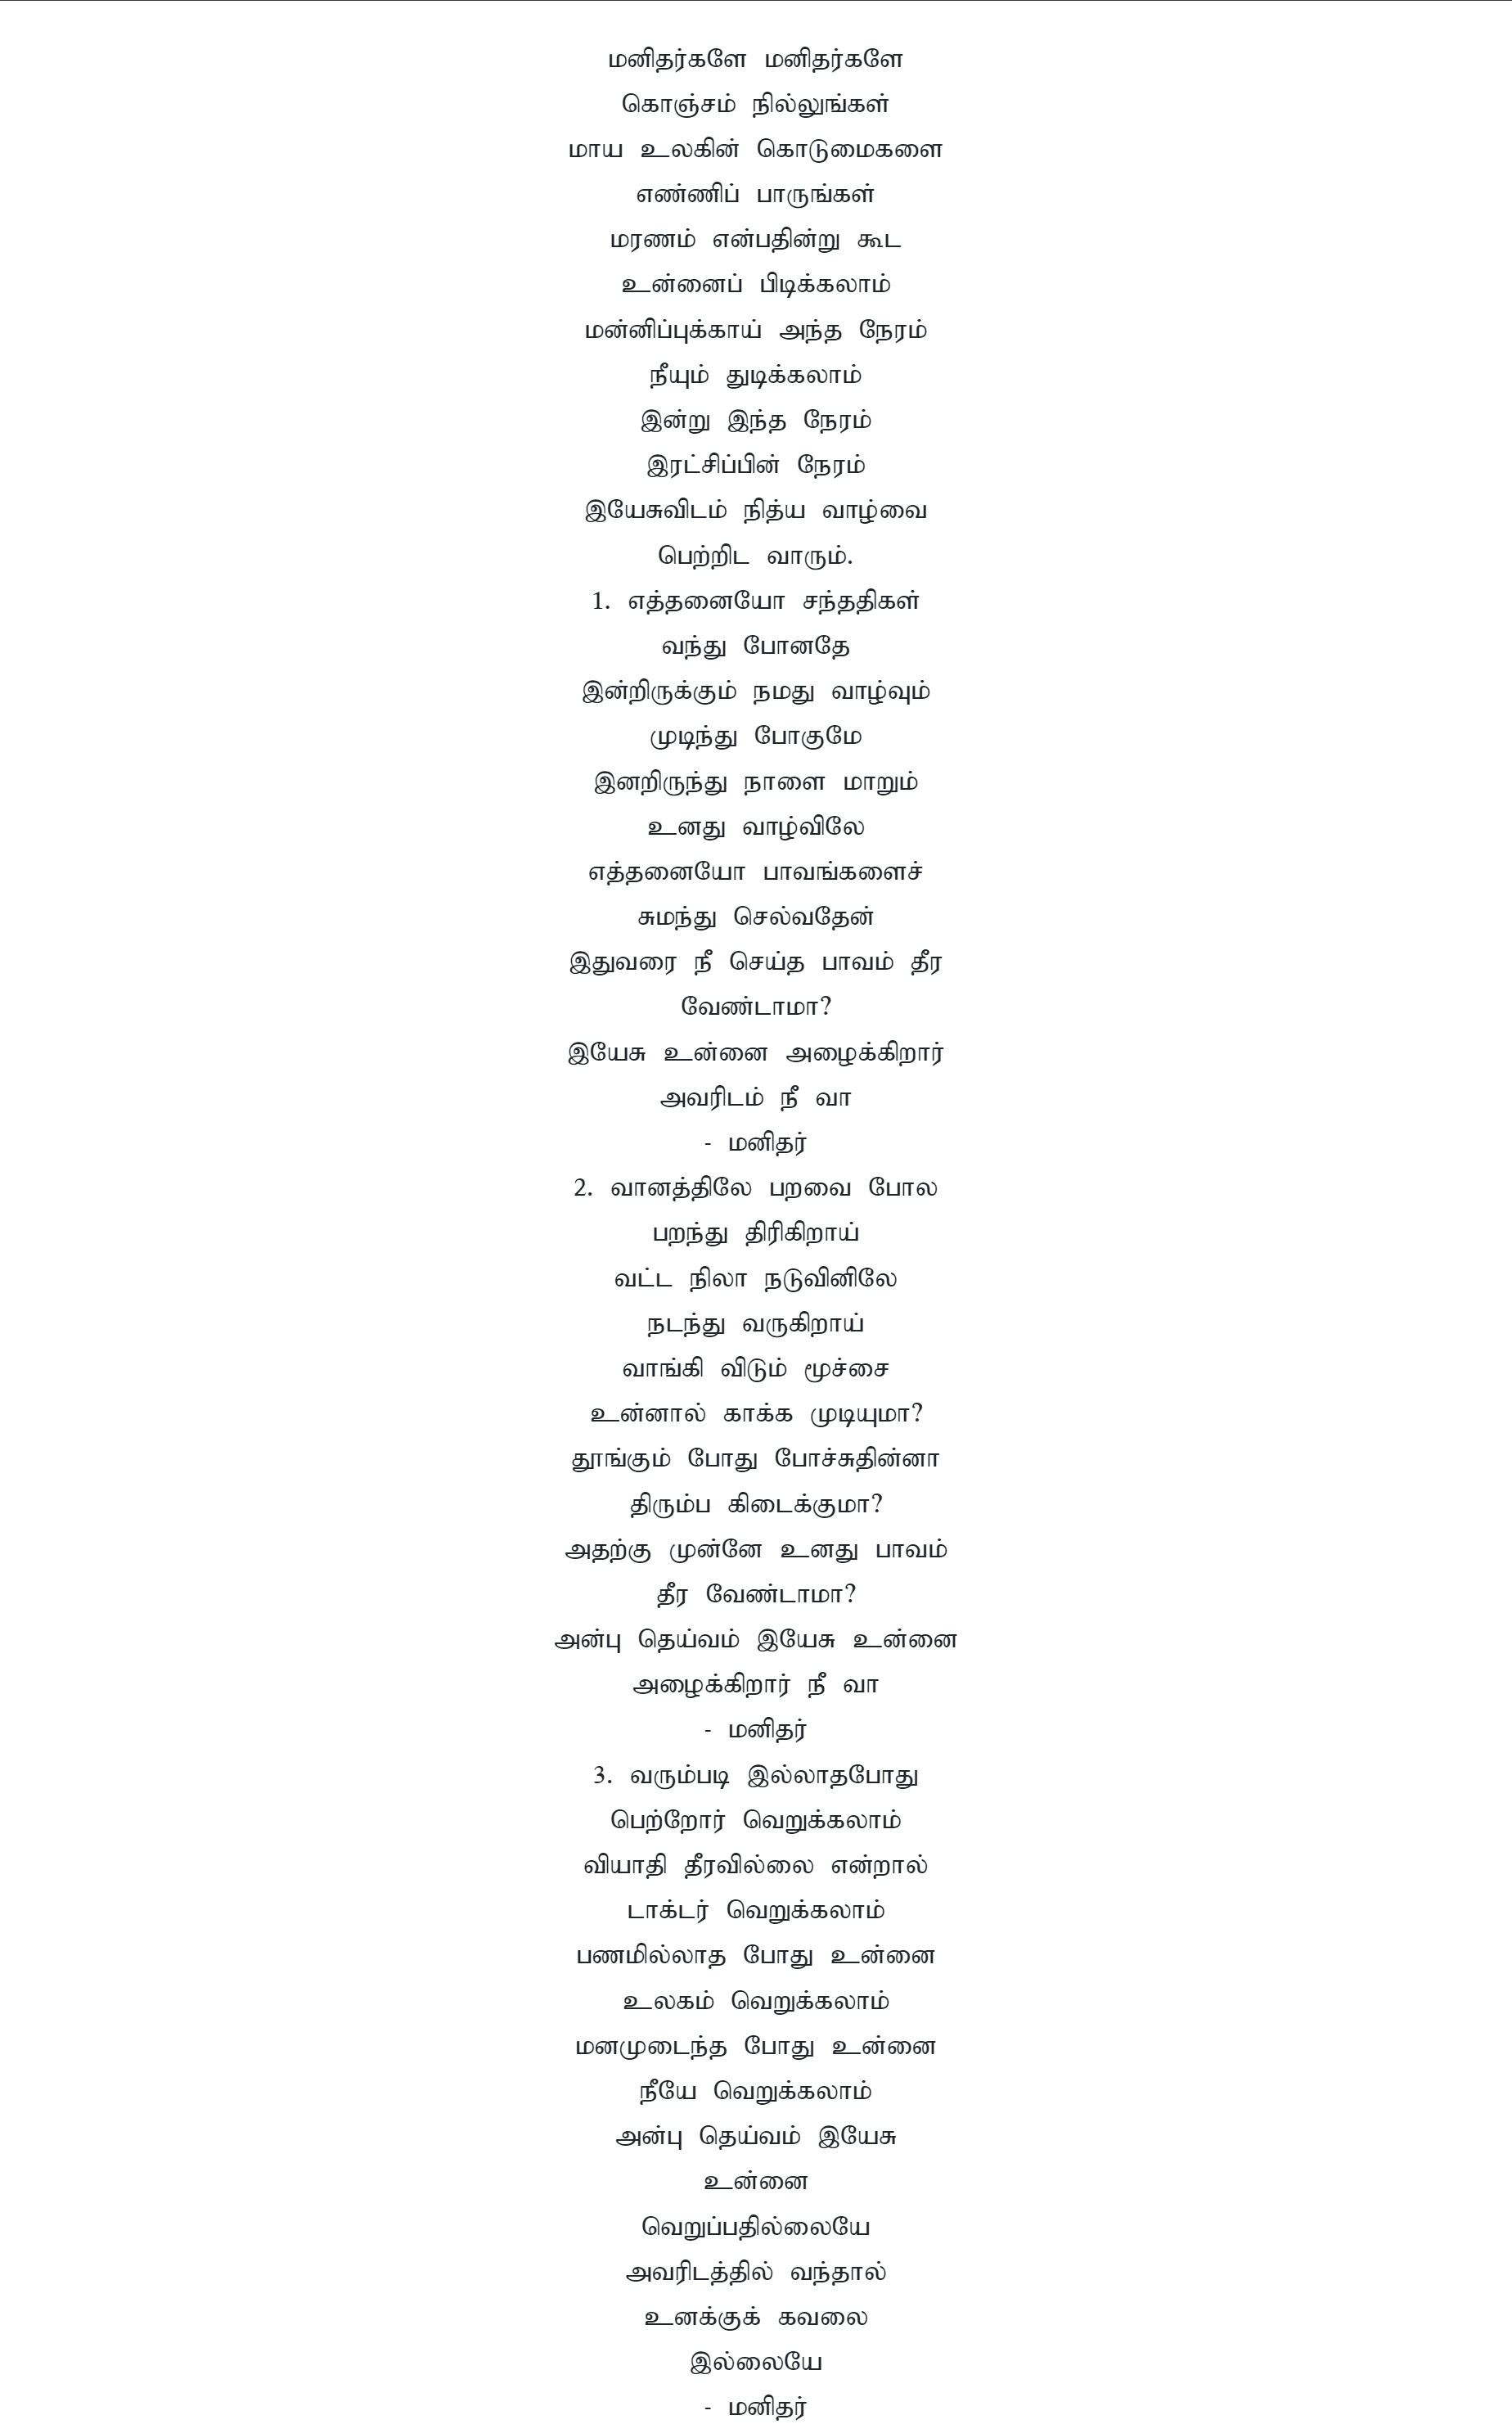 மனிதர்களே மனிதர்களே
கொஞ்சம் நில்லுங்கள்
மாய உலகின் கொடுமைகளை
எண்ணிப் பாருங்கள்
மரணம் என்பதின்று கூட
உன்னைப் பிடிக்கலாம்
மன்னிப்புக்காய் அந்த நேரம்
நீயும் துடிக்கலாம்
இன்று இந்த நேரம்
இரட்சிப்பின் நேரம்
இயேசுவிடம் நித்ய வாழ்வை
பெற்றிட வாரும்.
1. எத்தனையோ சந்ததிகள்
வந்து போனதே
இன்றிருக்கும் நமது வாழ்வும்
முடிந்து போகுமே
இனறிருந்து நாளை மாறும்
உனது வாழ்விலே
எத்தனையோ பாவங்களைச்
சுமந்து செல்வதேன்
இதுவரை நீ செய்த பாவம் தீர
வேண்டாமா?
இயேசு உன்னை அழைக்கிறார்
அவரிடம் நீ வா
- மனிதர்
2. வானத்திலே பறவை போல
பறந்து திரிகிறாய்
வட்ட நிலா நடுவினிலே
நடந்து வருகிறாய்
வாங்கி விடும் மூச்சை
உன்னால் காக்க முடியுமா?
தூங்கும் போது போச்சுதின்னா
திரும்ப கிடைக்குமா?
அதற்கு முன்னே உனது பாவம்
தீர வேண்டாமா?
அன்பு தெய்வம் இயேசு உன்னை
அழைக்கிறார் நீ வா
- மனிதர்
3. வரும்படி இல்லாதபோது
பெற்றோர் வெறுக்கலாம்
வியாதி தீரவில்லை என்றால்
டாக்டர் வெறுக்கலாம்
பணமில்லாத போது உன்னை
உலகம் வெறுக்கலாம்
மனமுடைந்த போது உன்னை
நீயே வெறுக்கலாம்
அன்பு தெய்வம் இயேசு
உன்னை
வெறுப்பதில்லையே
அவரிடத்தில் வந்தால்
உனக்குக் கவலை
இல்லையே
- மனிதர்